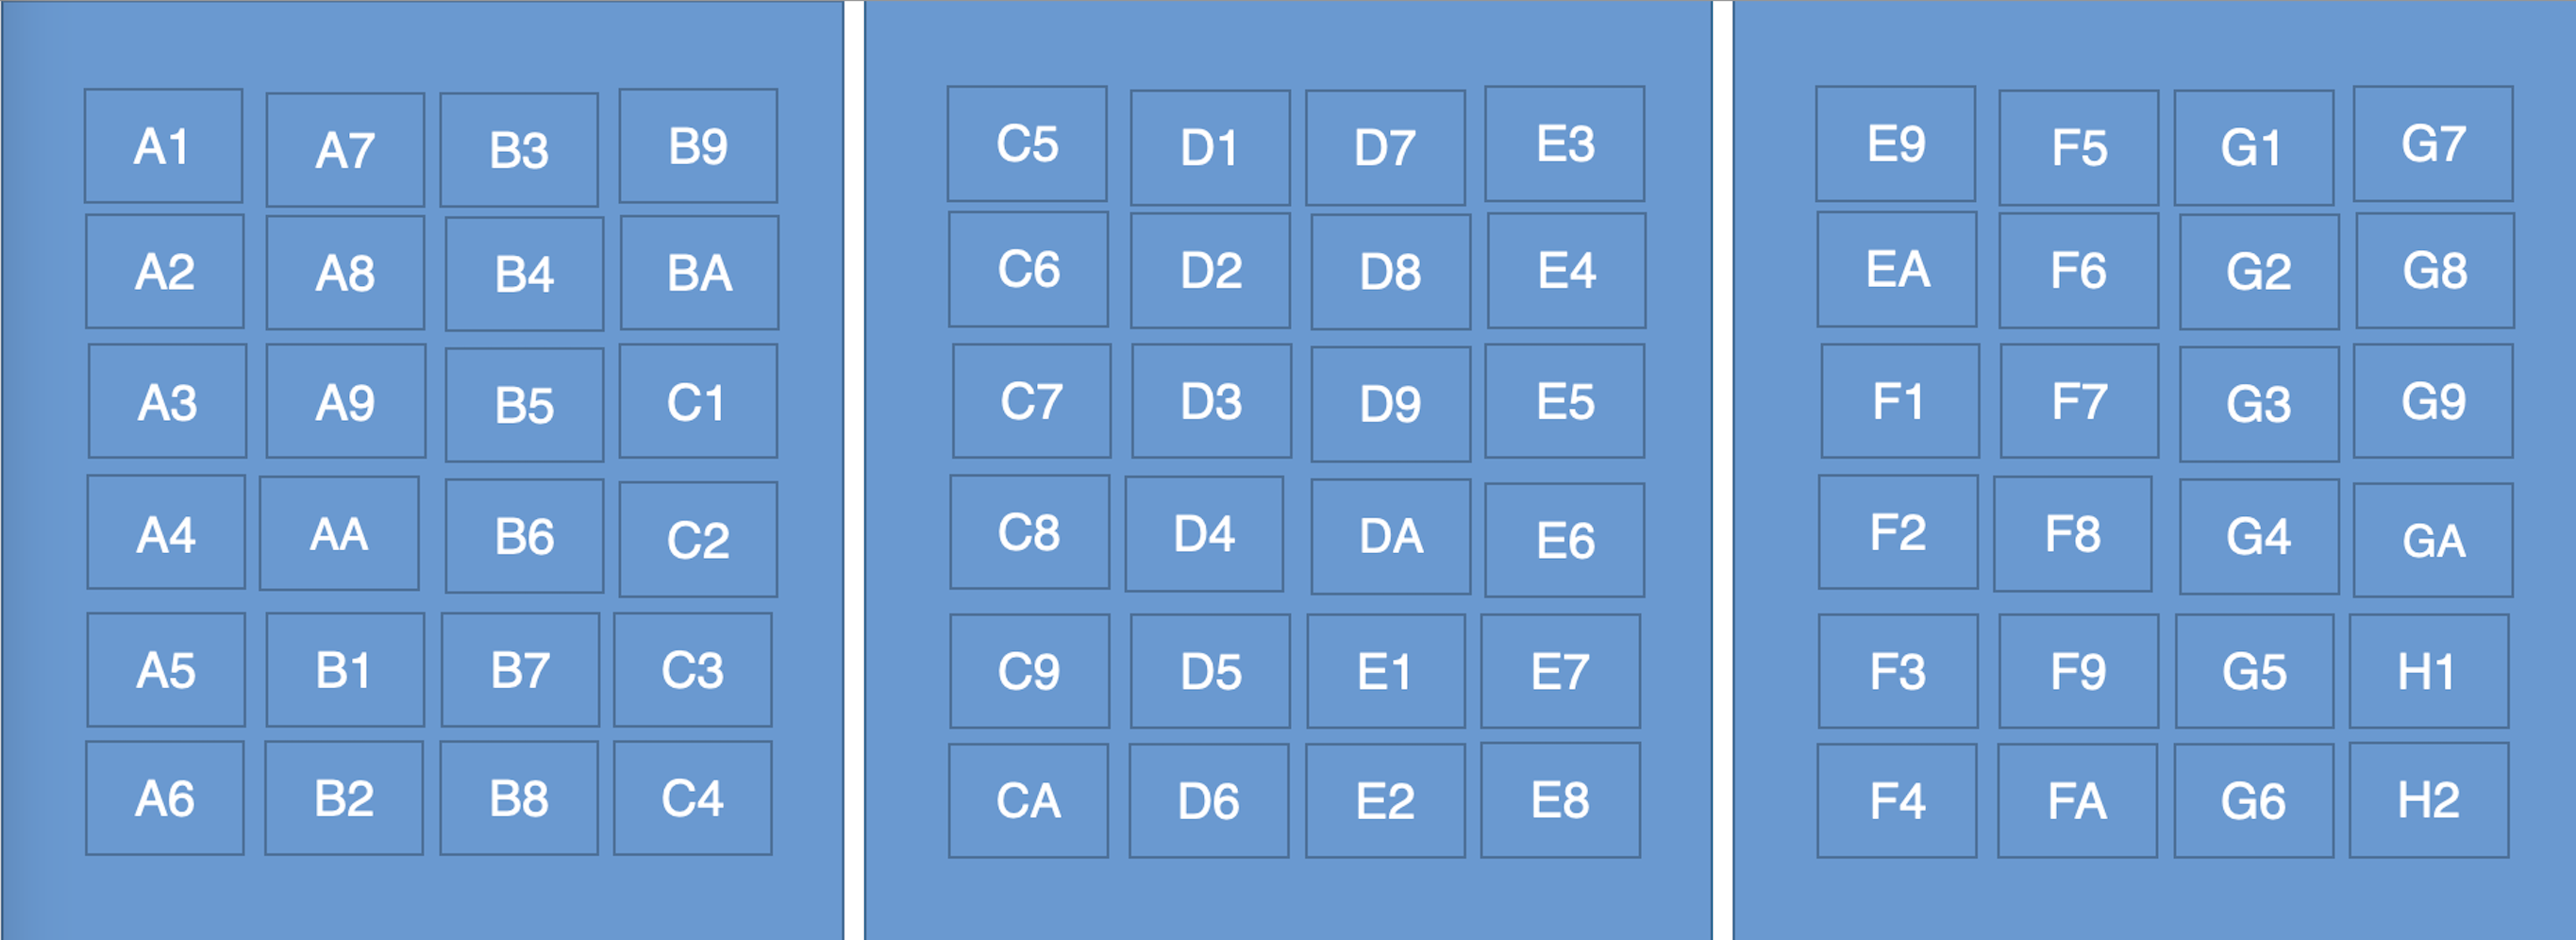 A1 A7 B3 B9
A2 A8 B4 BA
A3 A9 B5 C1
A4 AA B6 C2
A5 B1 B7 C3
A6 B2 B8 C4
C5 D1 D7 E3
C6 D2 D8 E4
C7 D3 D9 E5
C8 D4 DA E6
C9 D5 E1 E7
CA D6 E2 E8
E9 F5 G1 G7
EA F6 G2 G8
F1 F7 G3 G9
F2 F8 G4 GA
F3 F9 G5 H1
F4 FA G6 H2